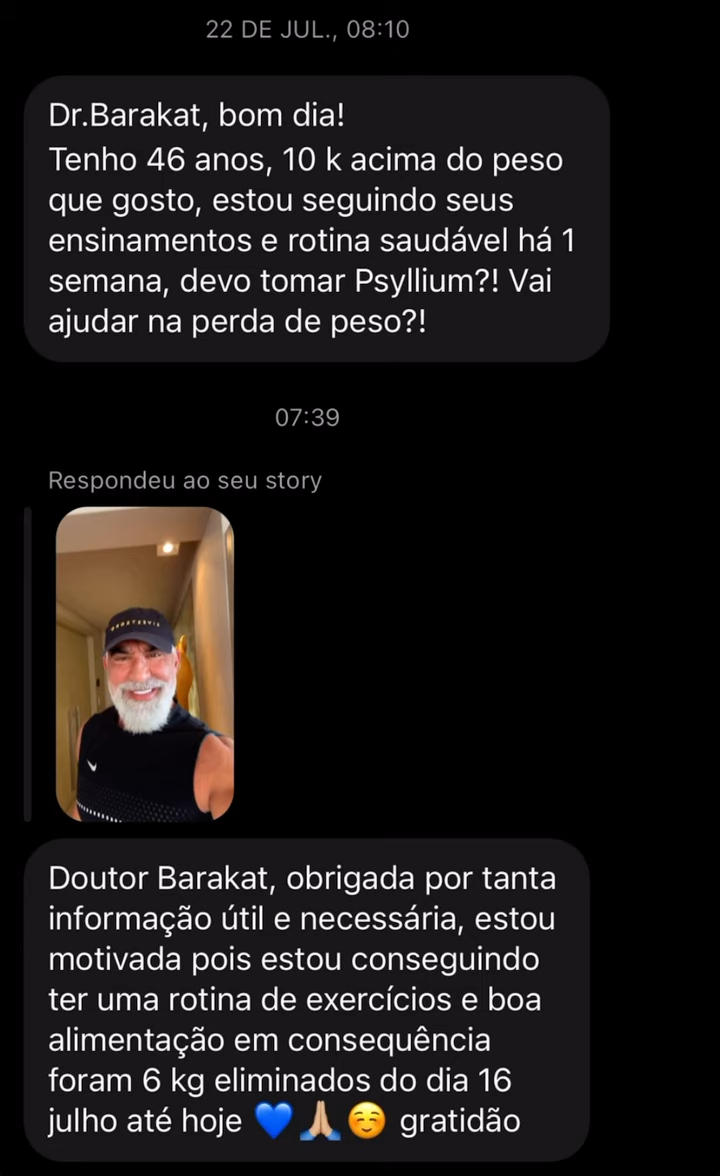 22 DE JUL., 08:10
Dr.Barakat, bom dia!
Tenho 46 anos, 10 k acima do peso
que gosto, estou seguindo seus
ensinamentos e rotina saudável há 1
semana, devo tomar Psyllium?! Vai
ajudar na perda de peso?!
07:39
Respondeu ao seu story
Doutor Barakat, obrigada por tanta
informação útil e necessária, estou
motivada pois estou conseguindo
ter uma rotina de exercícios e boa
alimentação em consequência
foram 6 kg eliminados do dia 16
julho até hoje 💙🙏🏼☺️ gratidão